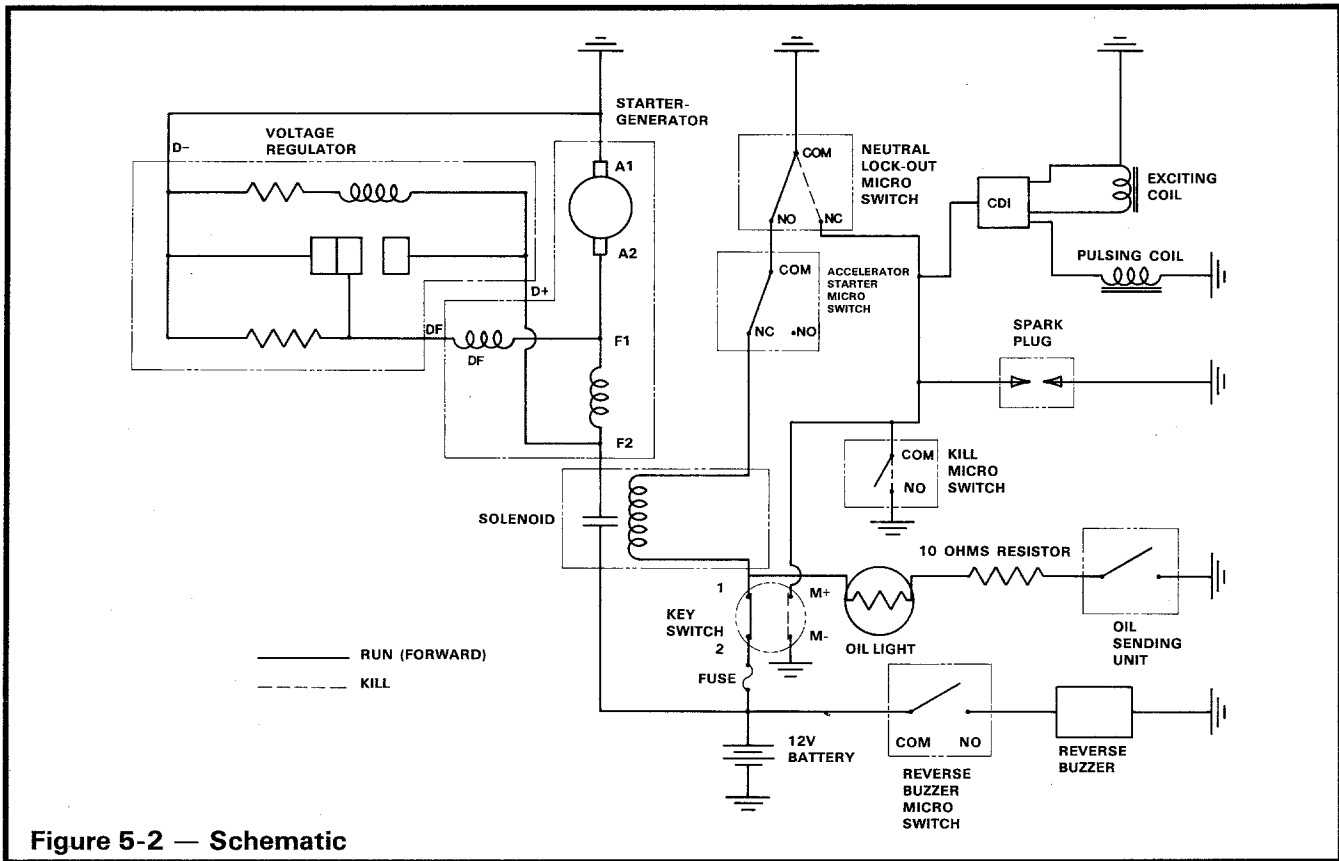 STARTER-
GENERATOR
VOLTAGE
REGULATOR
D-
A1
A2
D+
DF
DF
F1
F2
COM
NEUTRAL
LOCK-OUT
MICRO
SWITCH
NO
NC
COM
ACCELERATOR
STARTER
MICRO
SWITCH
NC
NO
CDI
EXCITING
COIL
PULSING COIL
SPARK
PLUG
COM
NO
KILL
MICRO
SWITCH
SOLENOID
10 OHMS RESISTOR
1
KEY
SWITCH
2
M+
M-
OIL LIGHT
OIL
SENDING
UNIT
FUSE
RUN (FORWARD)
KILL
12V
BATTERY
COM
NO
REVERSE
BUZZER
MICRO
SWITCH
REVERSE
BUZZER
Figure 5-2 — Schematic